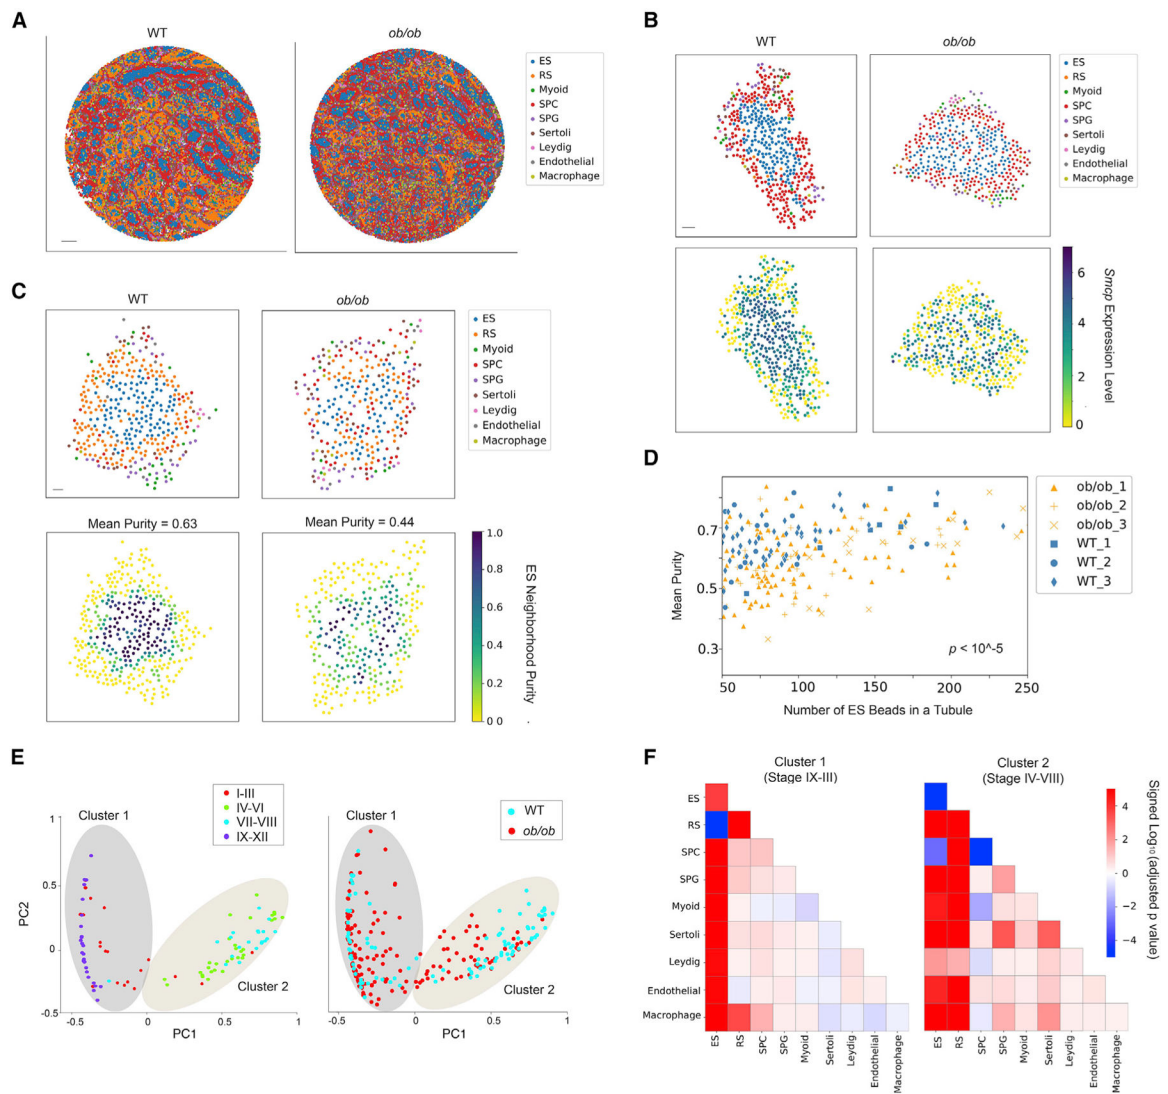 A
WT
ob/ob
ES
RS
Myoid
SPC
SPG
Sertoli
Leydig
Endothelial
Macrophage
B
WT
ob/ob
ES
RS
Myoid
SPC
SPG
Sertoli
Leydig
Endothelial
Macrophage
6
4
2
0
Smcp Expression Level
C
WT
ob/ob
ES
RS
Myoid
SPC
SPG
Sertoli
Leydig
Endothelial
Macrophage
Mean Purity = 0.63
Mean Purity = 0.44
1.0
0.8
0.6
0.4
0.2
0 0
ES Neighborhood Purity
D
Mean Purity
0.7
0.5
0.3
50
75
100
125
150
175
200
225
250
Number of ES Beads in a Tubule
p < 10^-5
ob/ob_1
ob/ob_2
ob/ob_3
WT_1
WT_2
WT_3
E
I-III
IV-VI
VII-VIII
IX-XII
Cluster 1
Cluster 2
PC2
1
0.5
0
-0.5
-0.5
0
0.5
1
PC1
WT
ob/ob
Cluster 1
Cluster 2
-0.5
0
0.5
1
PC1
F
Cluster 1
(Stage IX-III)
Cluster 2
(Stage IV-VIII)
ES
RS
SPC
SPG
Myoid
Sertoli
Leydig
Endothelial
Macrophage
ES
RS
SPC
SPG
Myoid
Sertoli
Leydig
Endothelial
Macrophage
ES
RS
SPC
SPG
Myoid
Sertoli
Leydig
Endothelial
Macrophage
4
2
0
−2
−4
Signed Log₁₀(adjusted p value)